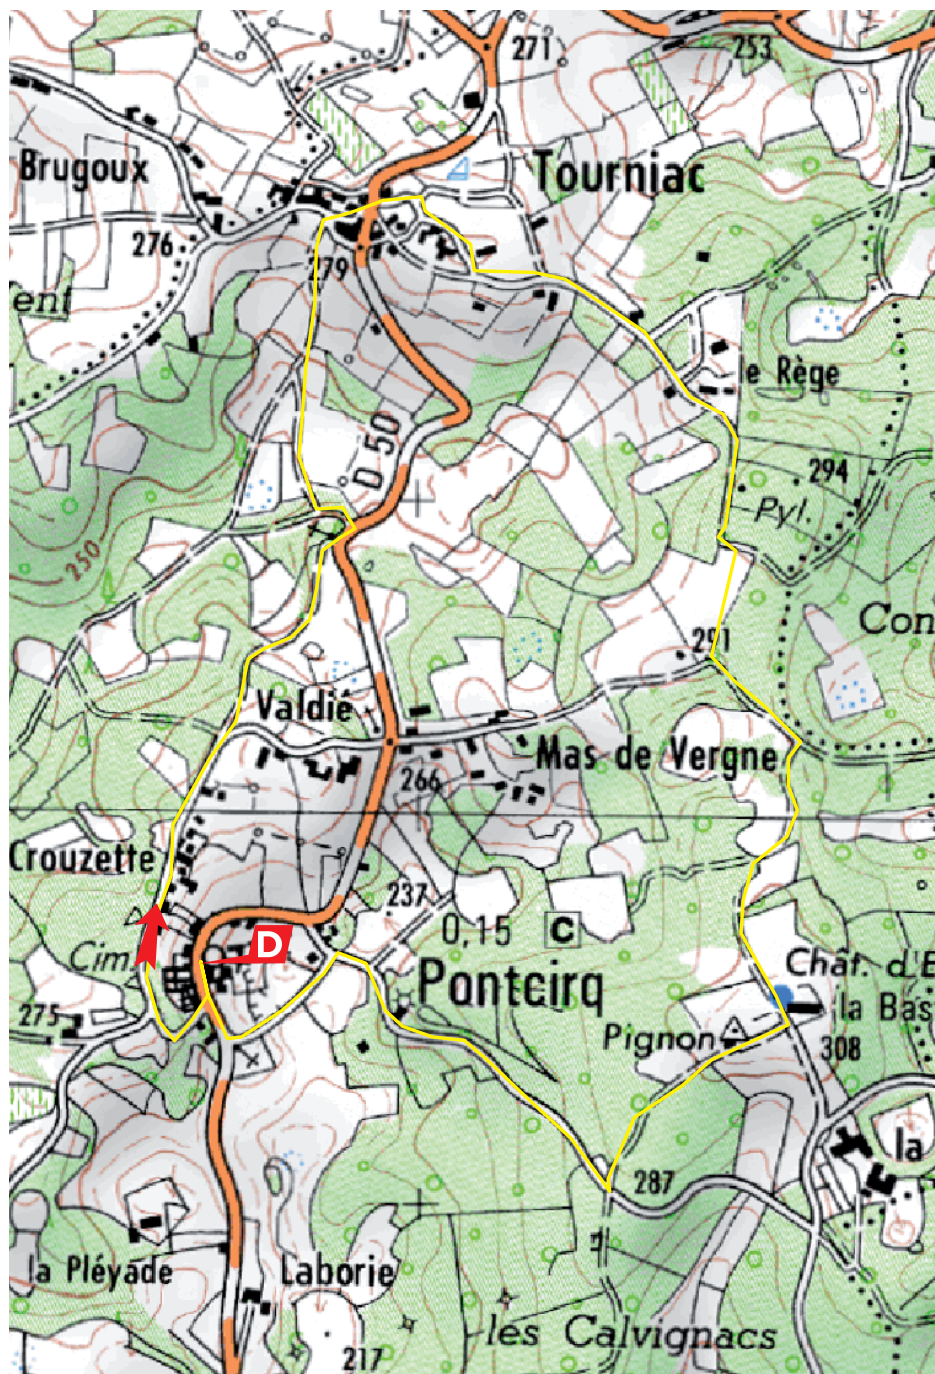 271
253
Brugoux
Tourniac
276
279
ent
le Rège
D 50
294
Pyl.
250
Con
291
Valdié
Mas de Vergne
266
Crouzette
237
0,15 C
D
Cim.
Chât. d'E
Pontcirq
la Bas
275
Pignon
308
la
287
la Pléyade
Laborie
les Calvignacs
217